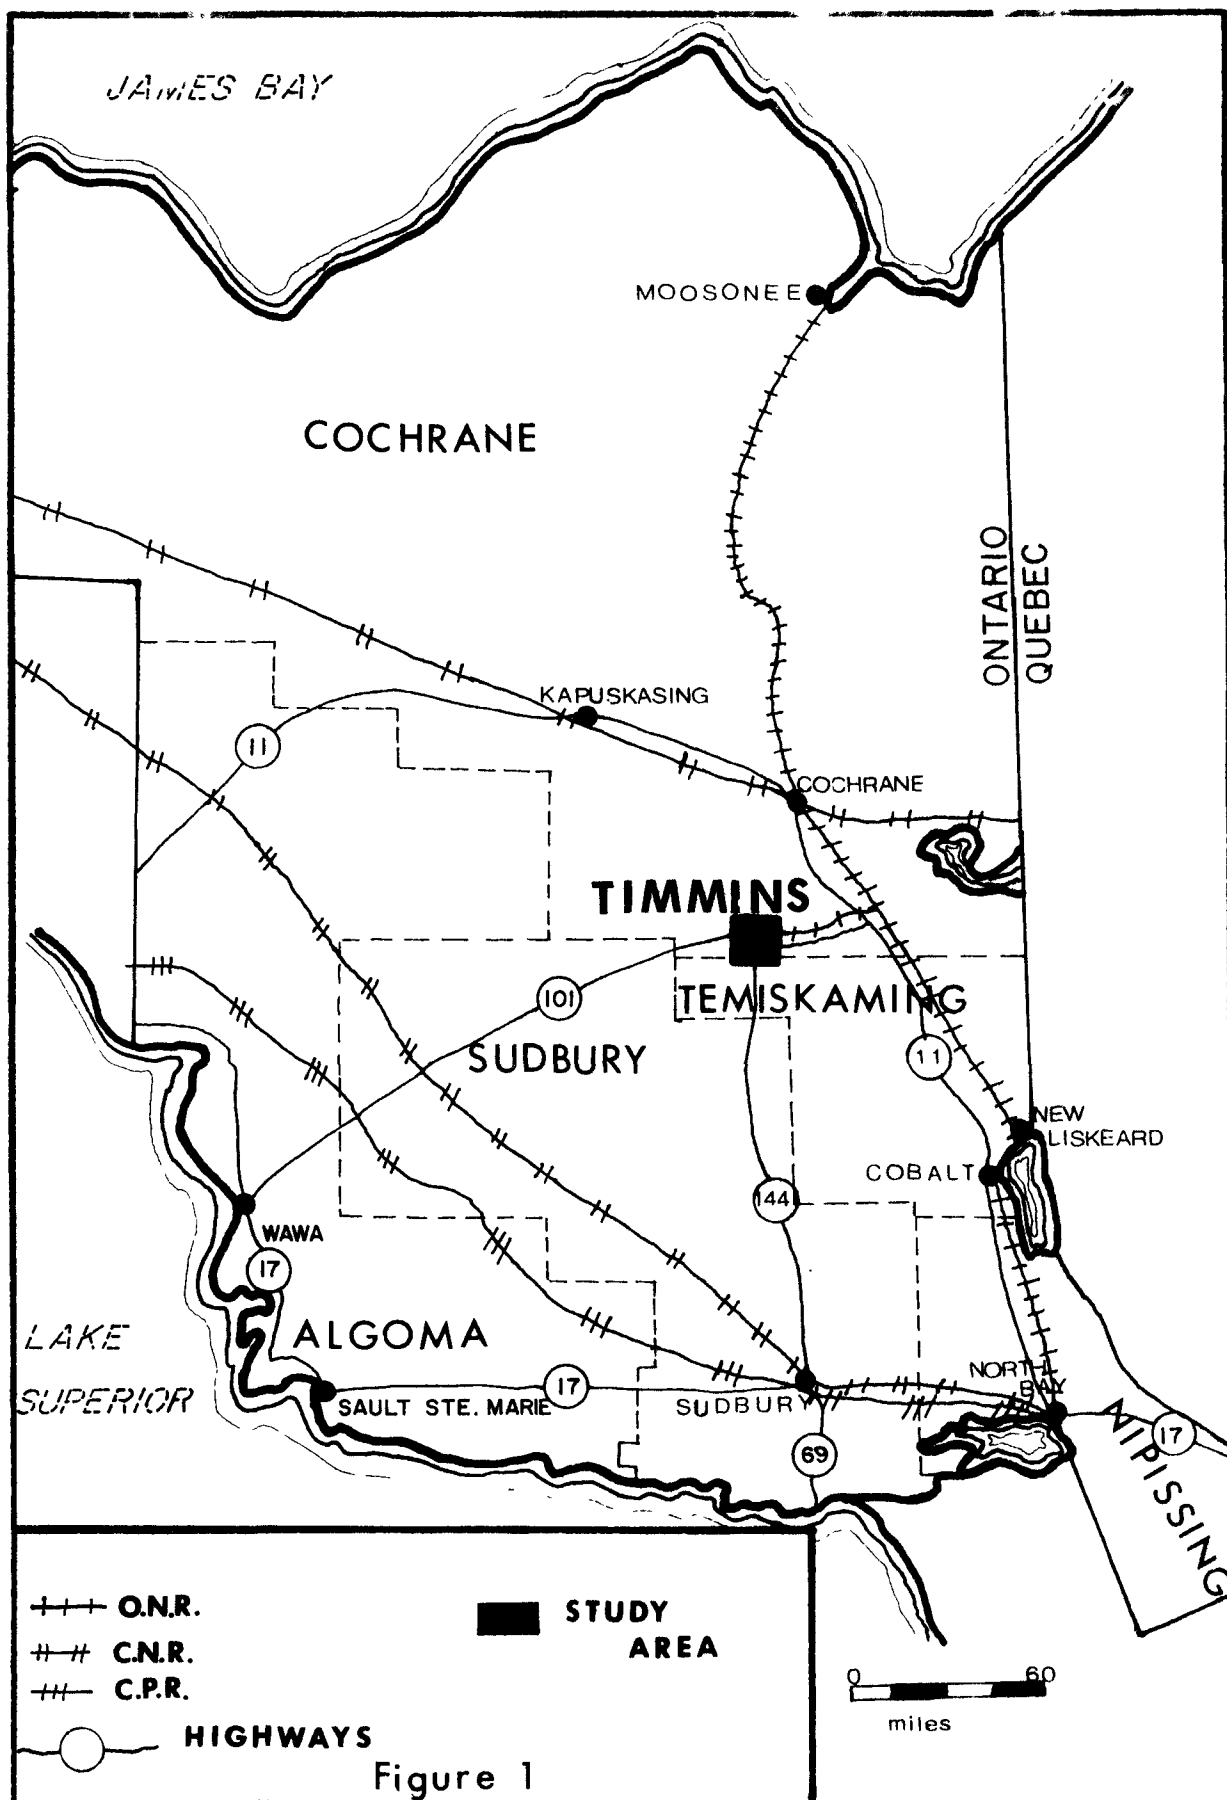 JAMES BAY
MOOSONEE
COCHRANE
ONTARIO
QUEBEC
KAPUSKASING
11
COCHRANE
TIMMINS
101
TEMISKAMING
SUDBURY
11
NEW
LISKEARD
COBALT
144
WAWA
17
LAKE
SUPERIOR
ALGOMA
NORTH
BAY
17
SAULT STE. MARIE
SUDBURY
69
17
NIPISSING
O.N.R.
C.N.R.
C.P.R.
HIGHWAYS
STUDY
AREA
0 60
miles
Figure 1